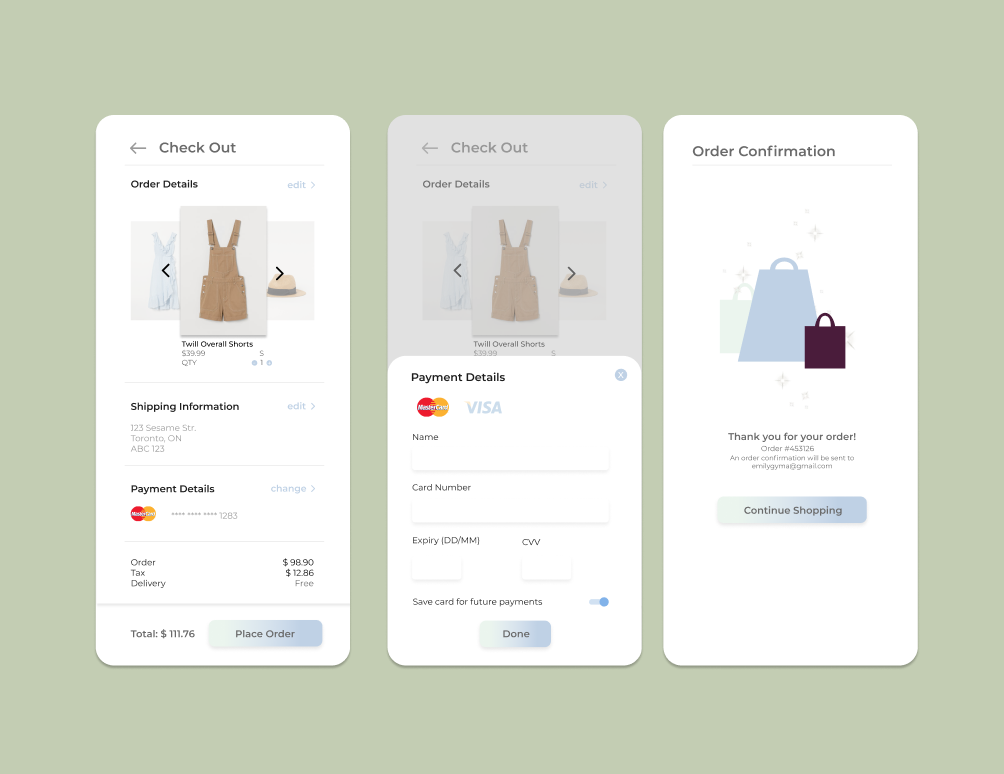 Check Out
Order Details edit
Twill Overall Shorts
$39.99 S
QTY 1
Shipping Information edit
123 Sesame Str.
Toronto, ON
ABC 123
Payment Details change
MasterCard **** **** **** 1283
Order $ 98.90
Tax $ 12.86
Delivery Free
Total: $ 111.76 Place Order
Check Out
Order Details edit
Twill Overall Shorts
$39.99 S
Payment Details X
MasterCard VISA
Name
Card Number
Expiry (DD/MM) CVV
Save card for future payments
Done
Order Confirmation
Thank you for your order!
Order #453126
An order confirmation will be sent to
emilygyma@gmail.com
Continue Shopping